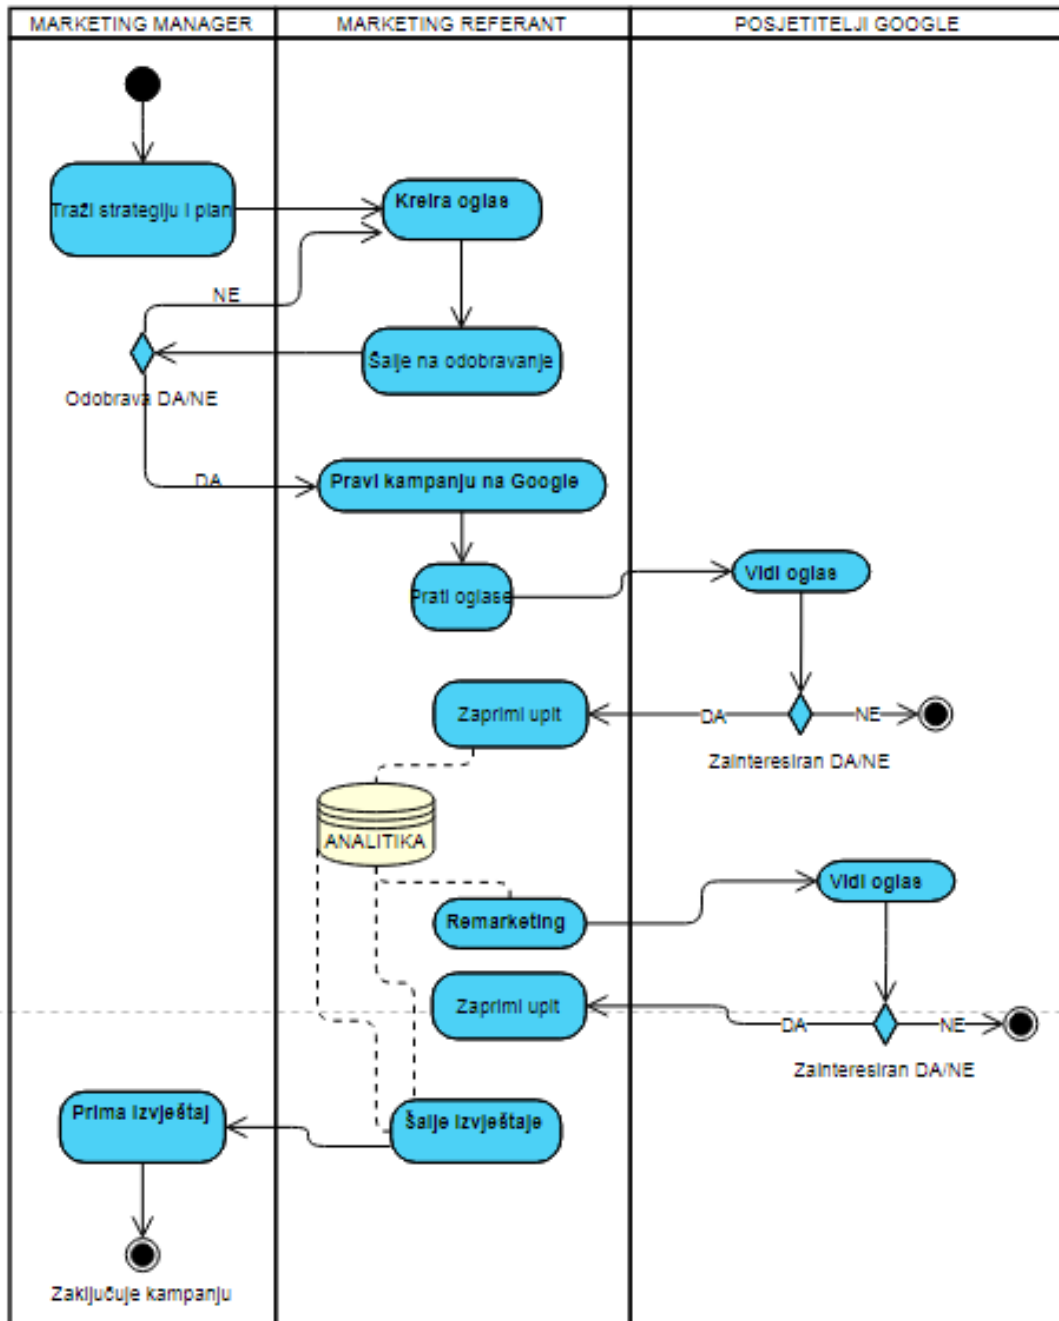 MARKETING MANAGER
MARKETING REFERANT
POSJETITELJI GOOGLE
Traži strategiju i plan
Kreira oglas
NE
Šalje na odobravanje
Odobrava DA/NE
DA
Pravi kampanju na Google
Prati oglase
Vidi oglas
Zaprimi upit
DA
NE
Zainteresiran DA/NE
ANALITIKA
Vidi oglas
Remarketing
Zaprimi upit
DA
NE
Zainteresiran DA/NE
Prima izvještaj
Šalje izvještaje
Zaključuje kampanju